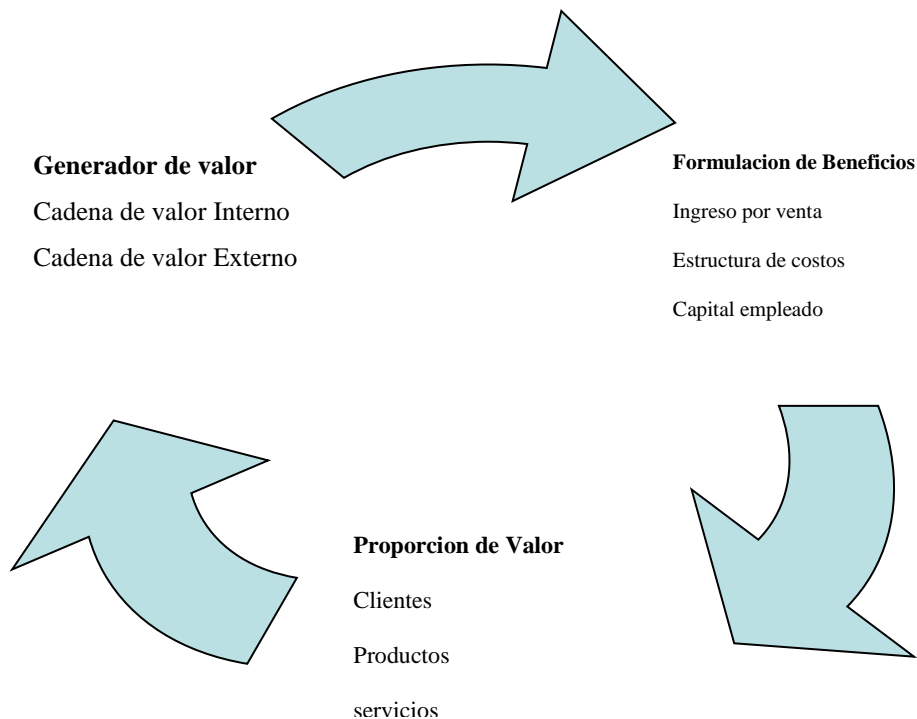 Generador de valor
Cadena de valor Interno
Cadena de valor Externo
Formulacion de Beneficios
Ingreso por venta
Estructura de costos
Capital empleado
Proporcion de Valor
Clientes
Productos
servicios